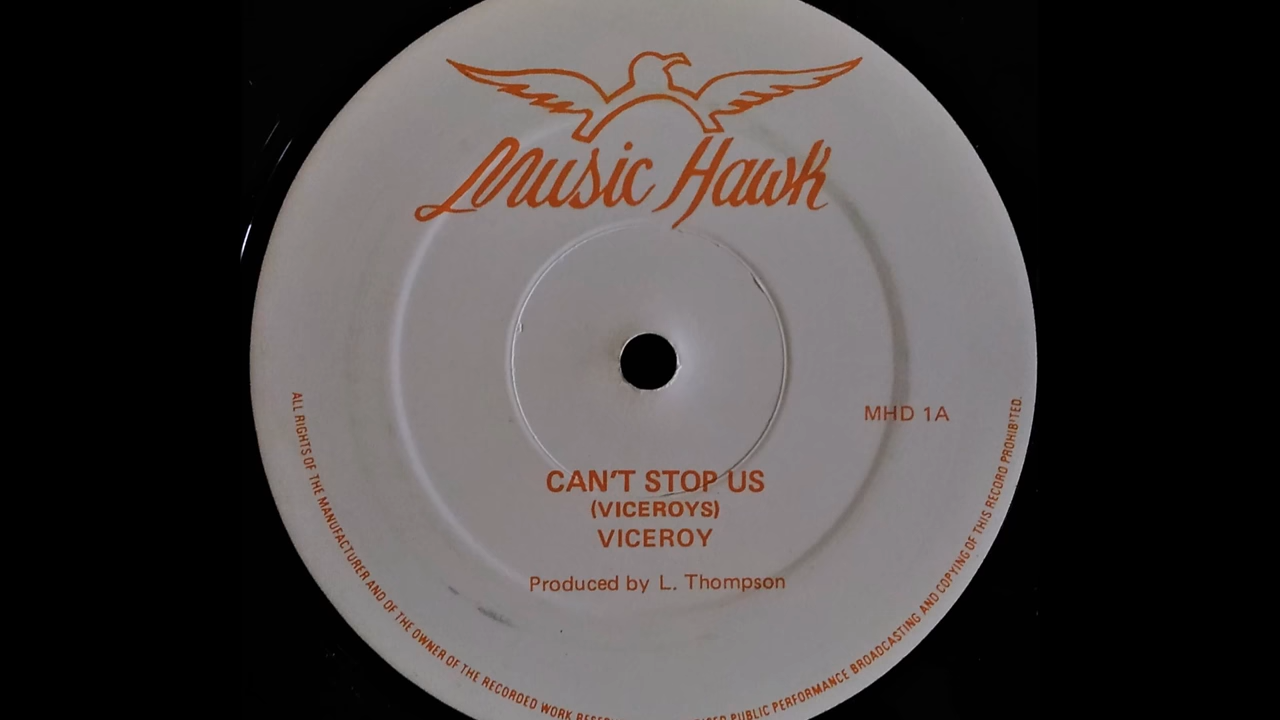 Music Hawk
MHD 1A
CAN'T STOP US
(VICEROYS)
VICEROY
Produced by L. Thompson
ALL RIGHTS OF THE MANUFACTURER AND OF THE OWNER OF THE RECORDED WORK PUBLIC PERFORMANCE BROADCASTING AND COPYING OF THIS RECORD PROHIBITED.